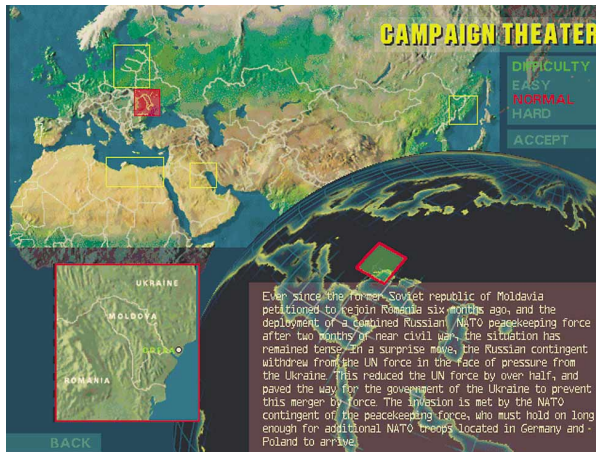 CAMPAIGN THEATER
DIFFICULTY
EASY
NORMAL
HARD
ACCEPT
UKRAINE
MOLDOVA
ROMANIA
Ever since the former Soviet republic of Moldavia
petitioned to rejoin Romania six months ago, and the
deployment of a combined Russian NATO peacekeeping force
after two months of near civil war, the situation has
remained tense. In a surprise move, the Russian contingent
withdrew from the UN force in the face of pressure from
the Ukraine. This reduced the UN force by over half, and
paved the way for the government of the Ukraine to prevent
this merger by force. The invasion is met by the NATO
contingent of the peacekeeping force, who must hold on long
enough for additional NATO troops located in Germany and
Poland to arrive.
BACK